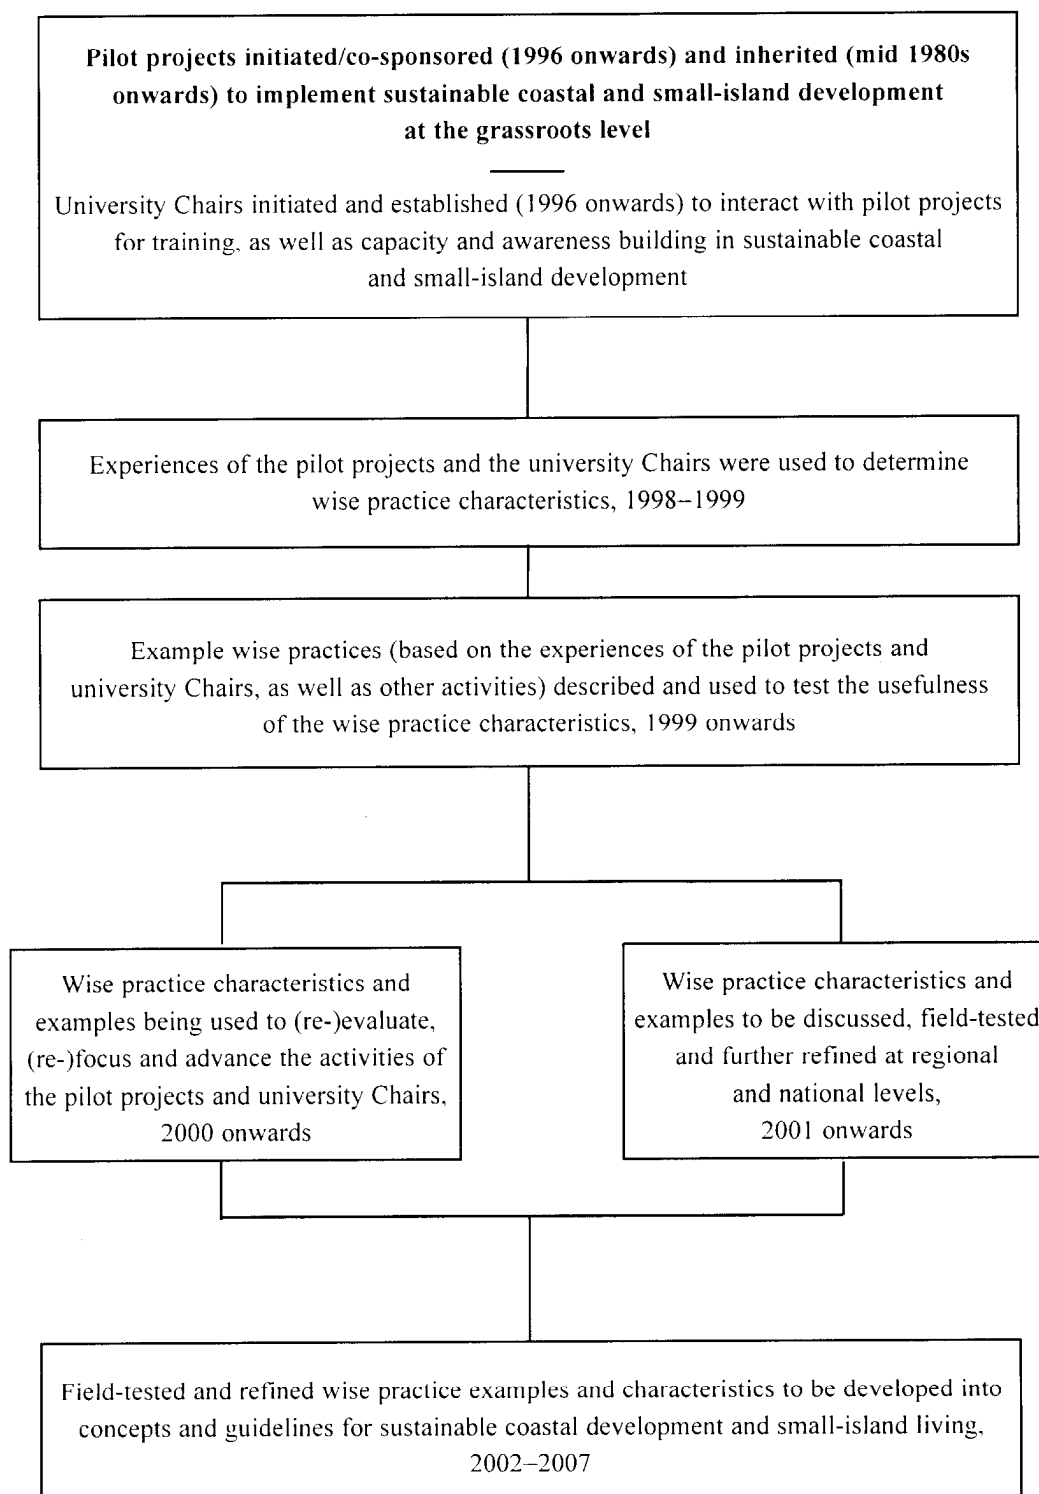 Pilot projects initiated/co-sponsored (1996 onwards) and inherited (mid 1980s
onwards) to implement sustainable coastal and small-island development
at the grassroots level
University Chairs initiated and established (1996 onwards) to interact with pilot projects
for training, as well as capacity and awareness building in sustainable coastal
and small-island development
Experiences of the pilot projects and the university Chairs were used to determine
wise practice characteristics, 1998–1999
Example wise practices (based on the experiences of the pilot projects and
university Chairs, as well as other activities) described and used to test the usefulness
of the wise practice characteristics, 1999 onwards
Wise practice characteristics and
examples being used to (re-)evaluate,
(re-)focus and advance the activities of
the pilot projects and university Chairs,
2000 onwards
Wise practice characteristics and
examples to be discussed, field-tested
and further refined at regional
and national levels,
2001 onwards
Field-tested and refined wise practice examples and characteristics to be developed into
concepts and guidelines for sustainable coastal development and small-island living,
2002–2007